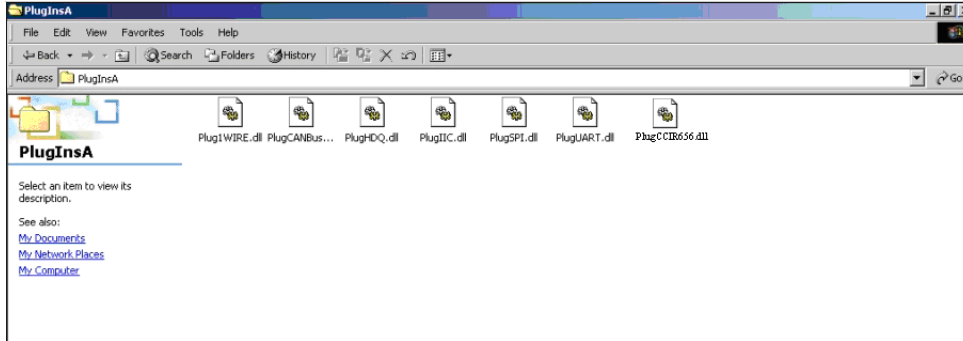 PlugInsA
File Edit View Favorites Tools Help
Back Search Folders History
Address PlugInsA Go
Plug1WIRE.dll PlugCANBus... PlugHDQ.dll PlugIIC.dll PlugSPI.dll PlugUART.dll PlugCCIR656.dll
PlugInsA
Select an item to view its
description.
See also:
My Documents
My Network Places
My Computer